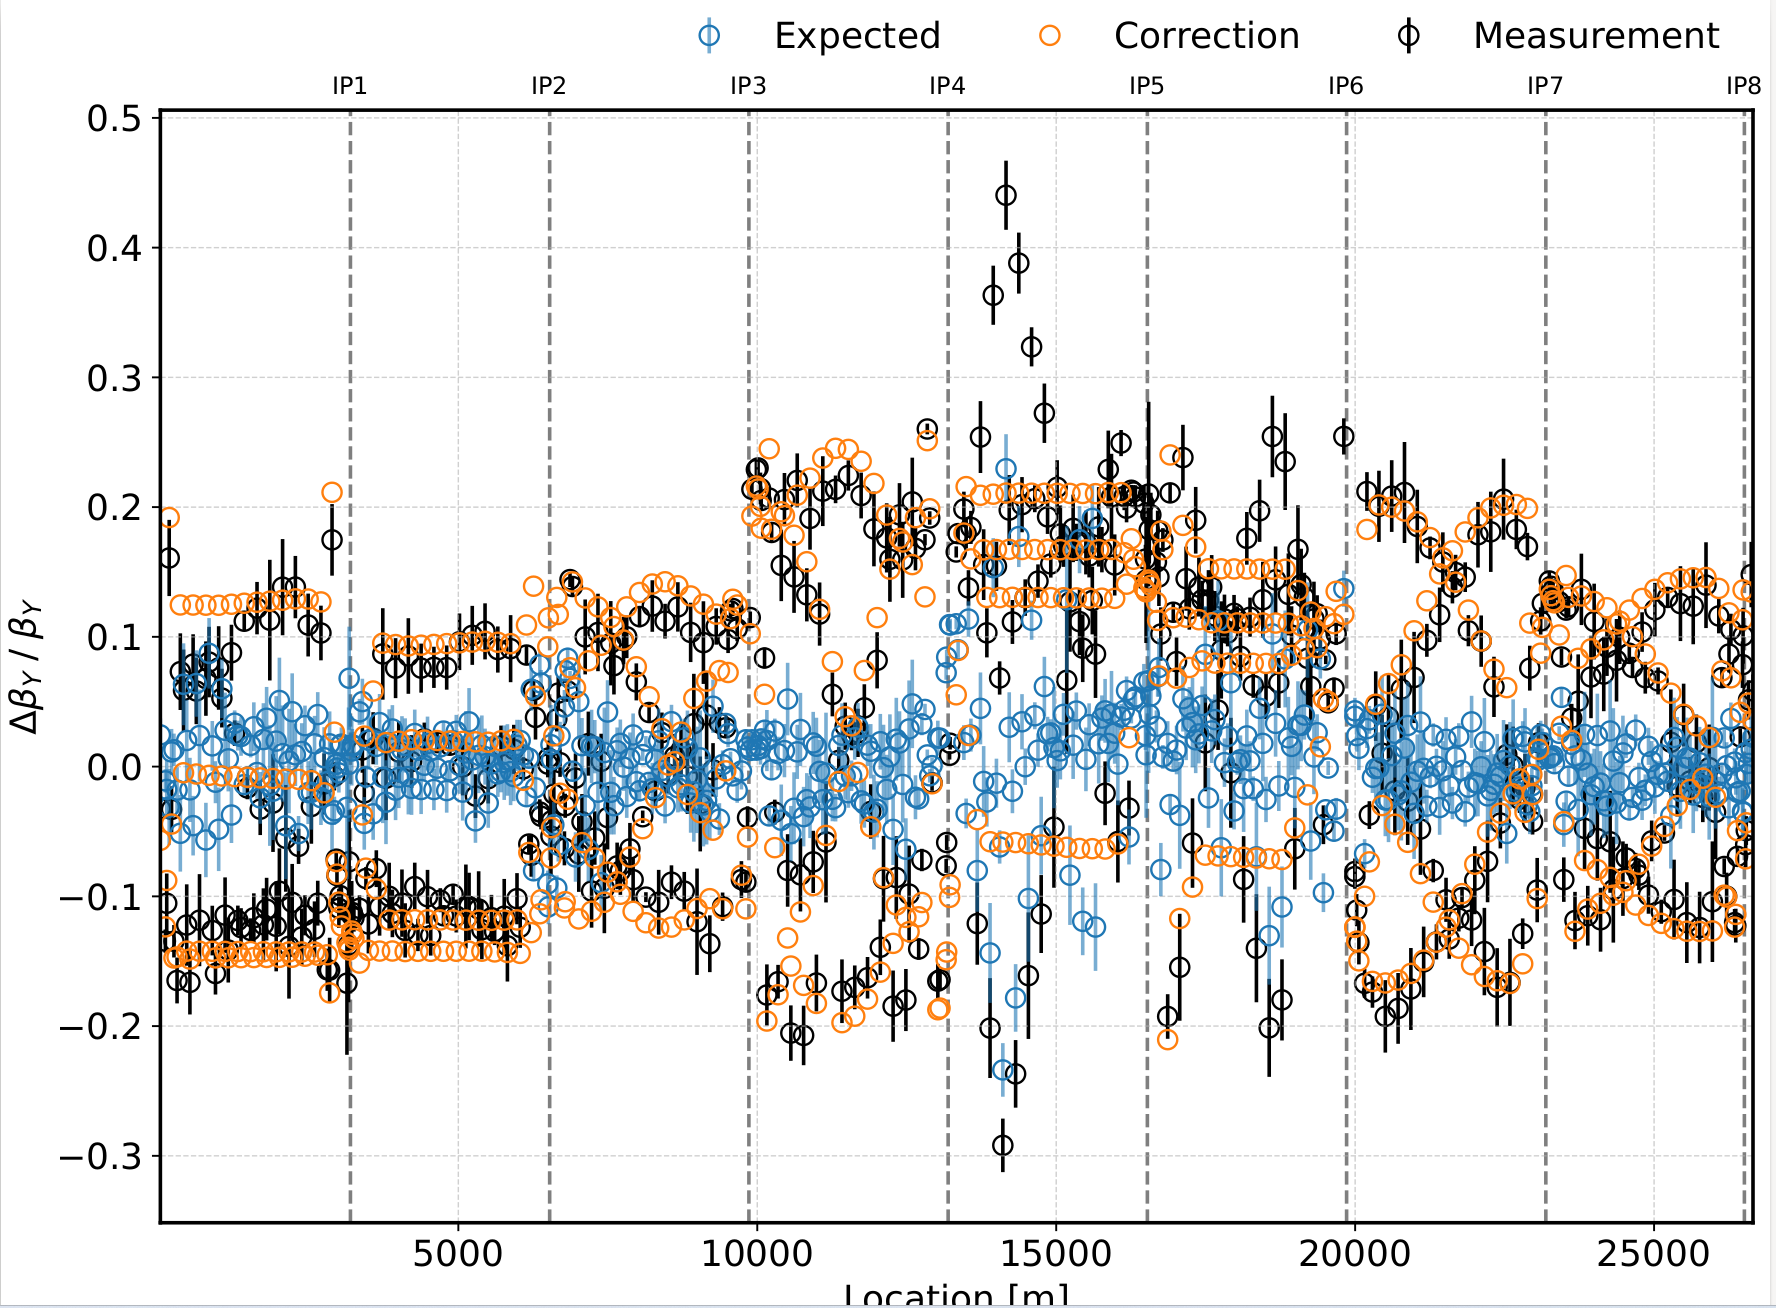 Expected Correction Measurement
IP1 IP2 IP3 IP4 IP5 IP6 IP7 IP8
0.5
0.4
0.3
0.2
0.1
0.0
−0.1
−0.2
−0.3
Δβ_Y / β_Y
5000 10000 15000 20000 25000
Location [m]